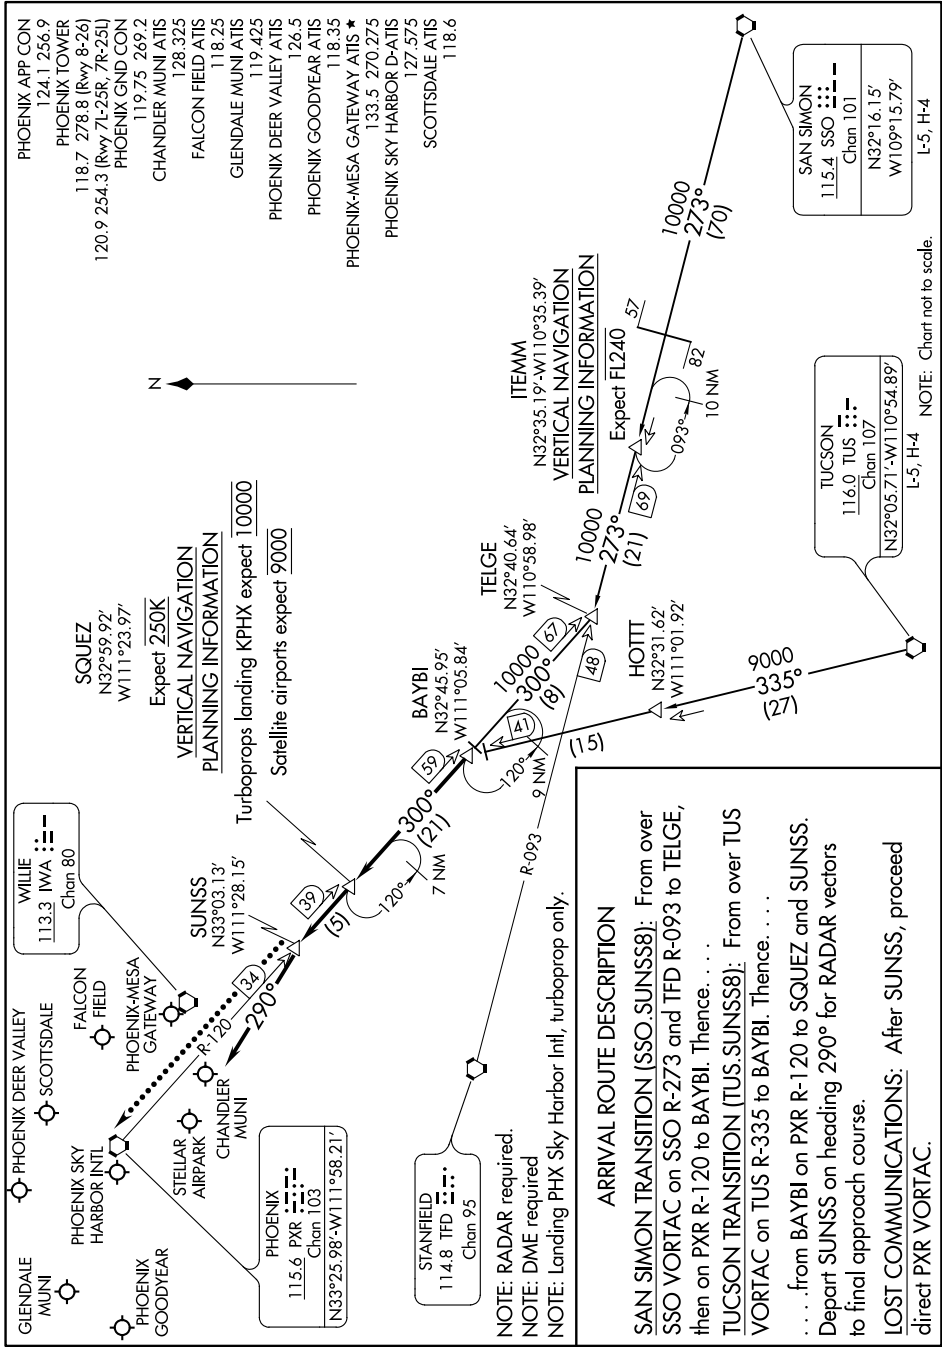 PHOENIX APP CON
124.1 256.9
PHOENIX TOWER
118.7 278.8 (Rwy 8-26)
120.9 254.3 (Rwy 7L-25R, 7R-25L)
PHOENIX GND CON
119.75 269.2
CHANDLER MUNI ATIS
128.325
FALCON FIELD ATIS
118.25
GLENDALE MUNI ATIS
119.425
PHOENIX DEER VALLEY ATIS
126.5
PHOENIX GOODYEAR ATIS
118.35
PHOENIX-MESA GATEWAY ATIS ★
133.5 270.275
PHOENIX SKY HARBOR D-ATIS
127.575
SCOTTSDALE ATIS
118.6
N
GLENDALE
MUNI
PHOENIX DEER VALLEY
SCOTTSDALE
PHOENIX
GOODYEAR
PHOENIX SKY
HARBOR INTL
FALCON
FIELD
PHOENIX-MESA
GATEWAY
STELLAR
AIRPARK
CHANDLER
MUNI
WILLIE
113.3 IWA
Chan 80
PHOENIX
115.6 PXR
Chan 103
N33°25.98'-W111°58.21'
STANFIELD
114.8 TFD
Chan 95
SUNSS
N33°03.13'
W111°28.15'
SQUEZ
N32°59.92'
W111°23.97'
Expect 250K
VERTICAL NAVIGATION
PLANNING INFORMATION
Turboprops landing KPHX expect 10000
Satellite airports expect 9000
R-120
34
290°
39
(5)
120°
7 NM
300°
(21)
59
BAYBI
N32°45.95'
W111°05.84'
120°
9 NM
41
10000
300°
(8)
67
TELGE
N32°40.64'
W110°58.98'
48
R-093
10000
273°
(21)
69
ITEMM
N32°35.19'-W110°35.39'
VERTICAL NAVIGATION
PLANNING INFORMATION
Expect FL240
093°
10 NM
57
82
10000
273°
(70)
SAN SIMON
115.4 SSO
Chan 101
N32°16.15'
W109°15.79'
L-5, H-4
HOTTT
N32°31.62'
W111°01.92'
(15)
9000
335°
(27)
TUCSON
116.0 TUS
Chan 107
N32°05.71'-W110°54.89'
L-5, H-4
NOTE: Chart not to scale.
NOTE: RADAR required.
NOTE: DME required
NOTE: Landing PHX Sky Harbor Intl, turboprop only.
ARRIVAL ROUTE DESCRIPTION
SAN SIMON TRANSITION (SSO.SUNSS8): From over
SSO VORTAC on SSO R-273 and TFD R-093 to TELGE,
then on PXR R-120 to BAYBI. Thence. . . .
TUCSON TRANSITION (TUS.SUNSS8): From over TUS
VORTAC on TUS R-335 to BAYBI. Thence. . . .
. . . .from BAYBI on PXR R-120 to SQUEZ and SUNSS.
Depart SUNSS on heading 290° for RADAR vectors
to final approach course.
LOST COMMUNICATIONS: After SUNSS, proceed
direct PXR VORTAC.